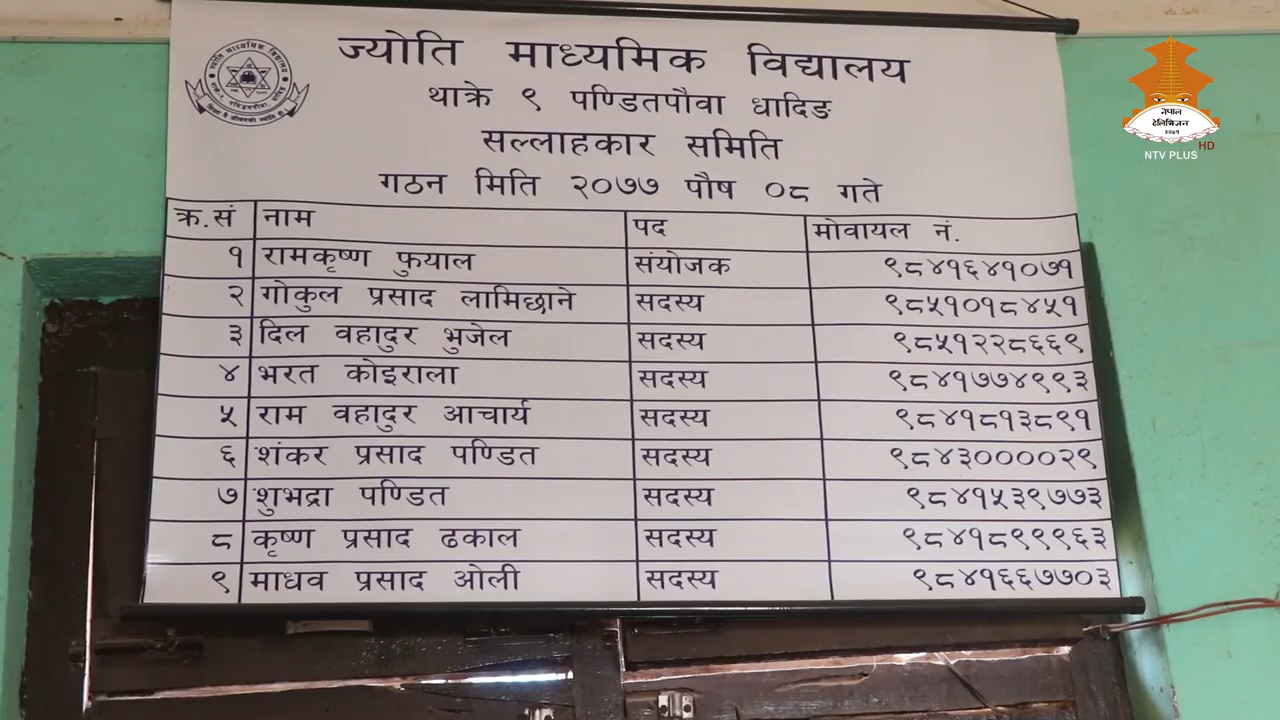 ज्योति माध्यमिक विद्यालय
थाक्रे ९ पण्डितपौवा धादिङ
सल्लाहकार समिति
गठन मिति २०७७ पौष ०८ गते
क्र.सं नाम पद मोवायल नं.
१ रामकृष्ण फुयाल संयोजक ९८४१६४१०७१
२ गोकुल प्रसाद लामिछाने सदस्य ९८५१०१८४५१
३ दिल वहादुर भुजेल सदस्य ९८५१२२८६६९
४ भरत कोइराला सदस्य ९८४१७७४९९३
५ राम वहादुर आचार्य सदस्य ९८४१८१३८९१
६ शंकर प्रसाद पण्डित सदस्य ९८४३००००२९
७ शुभद्रा पण्डित सदस्य ९८४१५३९७७३
८ कृष्ण प्रसाद ढकाल सदस्य ९८४१८९९९६३
९ माधव प्रसाद ओली सदस्य ९८४१६६७७०३
नेपाल
टेलिभिजन
२०४१
NTV PLUS HD